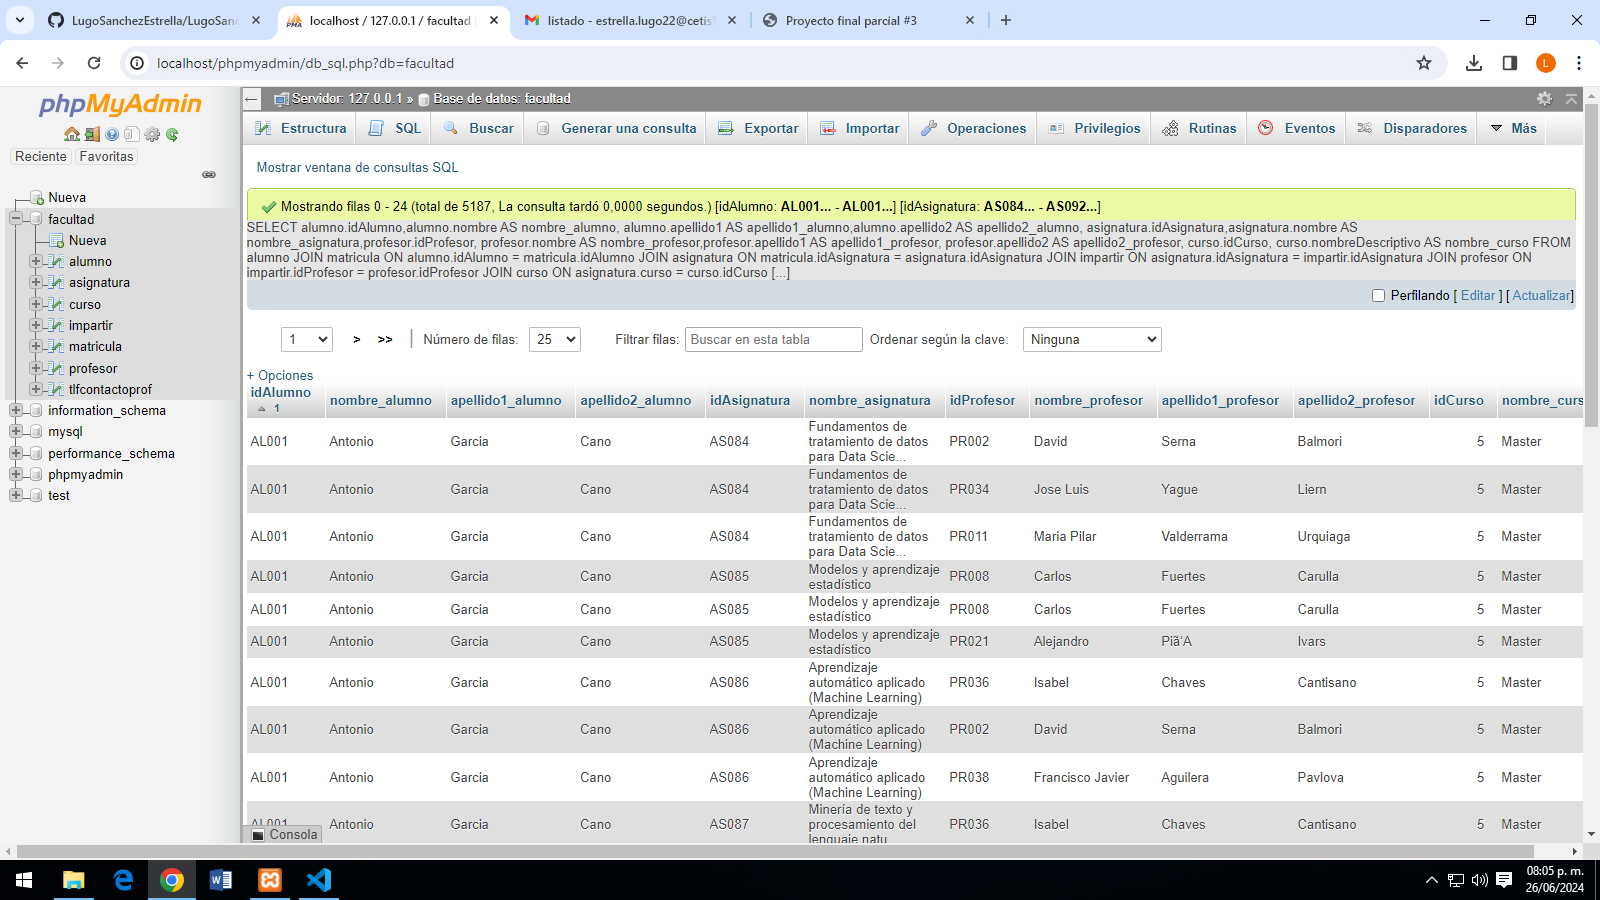 LugoSanchezEstrella/LugoSanc
localhost / 127.0.0.1 / facultad |
listado - estrella.lugo22@cetis
Proyecto final parcial #3
localhost/phpmyadmin/db_sql.php?db=facultad
L
phpMyAdmin
Reciente
Favoritas
Nueva
facultad
Nueva
alumno
asignatura
curso
impartir
matricula
profesor
tlfcontactoprof
information_schema
mysql
performance_schema
phpmyadmin
test
Servidor: 127.0.0.1 » Base de datos: facultad
Estructura SQL Buscar Generar una consulta Exportar Importar Operaciones Privilegios Rutinas Eventos Disparadores Más
Mostrar ventana de consultas SQL
Mostrando filas 0 - 24 (total de 5187, La consulta tardó 0,0000 segundos.) [idAlumno: AL001... - AL001...] [idAsignatura: AS084... - AS092...]
SELECT alumno.idAlumno,alumno.nombre AS nombre_alumno, alumno.apellido1 AS apellido1_alumno,alumno.apellido2 AS apellido2_alumno, asignatura.idAsignatura,asignatura.nombre AS
nombre_asignatura,profesor.idProfesor, profesor.nombre AS nombre_profesor,profesor.apellido1 AS apellido1_profesor, profesor.apellido2 AS apellido2_profesor, curso.idCurso, curso.nombreDescriptivo AS nombre_curso FROM
alumno JOIN matricula ON alumno.idAlumno = matricula.idAlumno JOIN asignatura ON matricula.idAsignatura = asignatura.idAsignatura JOIN impartir ON asignatura.idAsignatura = impartir.idAsignatura JOIN profesor ON
impartir.idProfesor = profesor.idProfesor JOIN curso ON asignatura.curso = curso.idCurso [...]
Perfilando [ Editar ] [ Actualizar]
1 > >> Número de filas: 25 Filtrar filas: Buscar en esta tabla Ordenar según la clave: Ninguna
+ Opciones
idAlumno 1 nombre_alumno apellido1_alumno apellido2_alumno idAsignatura nombre_asignatura idProfesor nombre_profesor apellido1_profesor apellido2_profesor idCurso nombre_curs
AL001 Antonio Garcia Cano AS084 Fundamentos de
tratamiento de datos
para Data Scie... PR002 David Serna Balmori 5 Master
AL001 Antonio Garcia Cano AS084 Fundamentos de
tratamiento de datos
para Data Scie... PR034 Jose Luis Yague Liern 5 Master
AL001 Antonio Garcia Cano AS084 Fundamentos de
tratamiento de datos
para Data Scie... PR011 Maria Pilar Valderrama Urquiaga 5 Master
AL001 Antonio Garcia Cano AS085 Modelos y aprendizaje
estadístico PR008 Carlos Fuertes Carulla 5 Master
AL001 Antonio Garcia Cano AS085 Modelos y aprendizaje
estadístico PR008 Carlos Fuertes Carulla 5 Master
AL001 Antonio Garcia Cano AS085 Modelos y aprendizaje
estadístico PR021 Alejandro Piã'A Ivars 5 Master
AL001 Antonio Garcia Cano AS086 Aprendizaje
automático aplicado
(Machine Learning) PR036 Isabel Chaves Cantisano 5 Master
AL001 Antonio Garcia Cano AS086 Aprendizaje
automático aplicado
(Machine Learning) PR002 David Serna Balmori 5 Master
AL001 Antonio Garcia Cano AS086 Aprendizaje
automático aplicado
(Machine Learning) PR038 Francisco Javier Aguilera Pavlova 5 Master
AL001 Antonio Garcia Cano AS087 Minería de texto y
procesamiento del
lenguaje natu PR036 Isabel Chaves Cantisano 5 Master
Consola
08:05 p. m.
26/06/2024